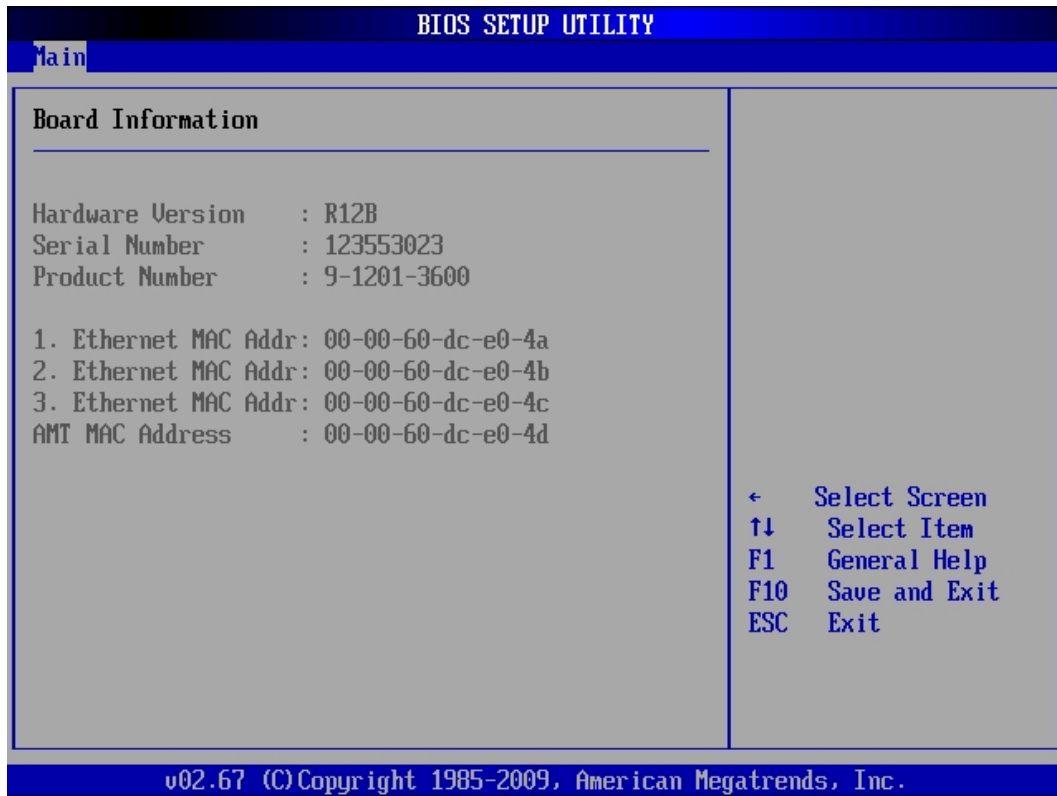 BIOS SETUP UTILITY
Main
Board Information
Hardware Version : R12B
Serial Number : 123553023
Product Number : 9-1201-3600
1. Ethernet MAC Addr: 00-00-60-dc-e0-4a
2. Ethernet MAC Addr: 00-00-60-dc-e0-4b
3. Ethernet MAC Addr: 00-00-60-dc-e0-4c
AMT MAC Address : 00-00-60-dc-e0-4d
← Select Screen
↑↓ Select Item
F1 General Help
F10 Save and Exit
ESC Exit
v02.67 (C)Copyright 1985-2009, American Megatrends, Inc.